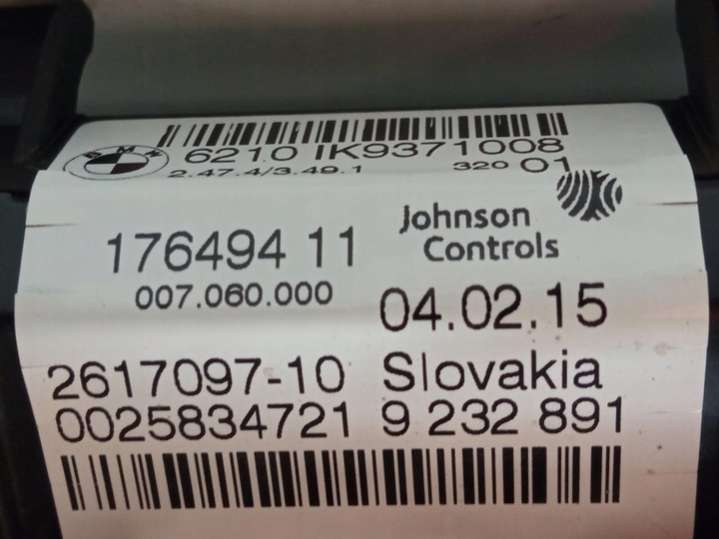 BMW
6210 IK9371008
2.47.4/3.49.1 320 01
Johnson
Controls
176494 11
007.060.000
04.02.15
2617097-10 Slovakia
0025834721 9 232 891